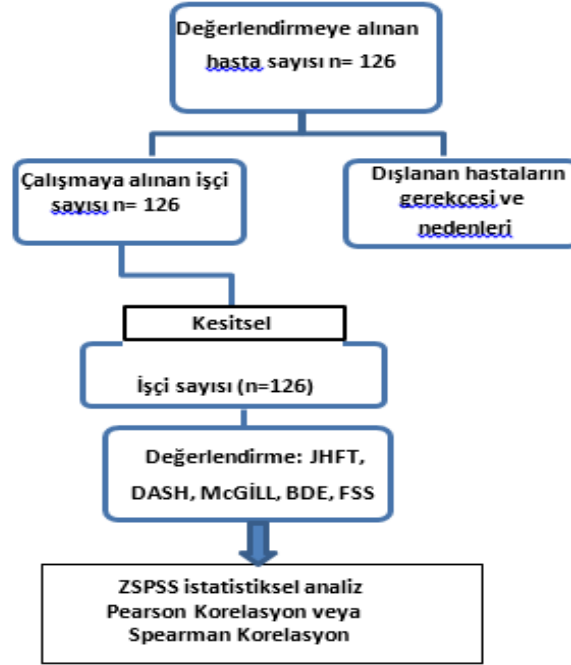 Değerlendirmeye alınan
hasta sayısı n= 126
Çalışmaya alınan işçi
sayısı n= 126
Dışlanan hastaların
gerekçesi ve
nedenleri
Kesitsel
İşçi sayısı (n=126)
Değerlendirme: JHFT,
DASH, McGİLL, BDE, FSS
ZSPSS istatistiksel analiz
Pearson Korelasyon veya
Spearman Korelasyon